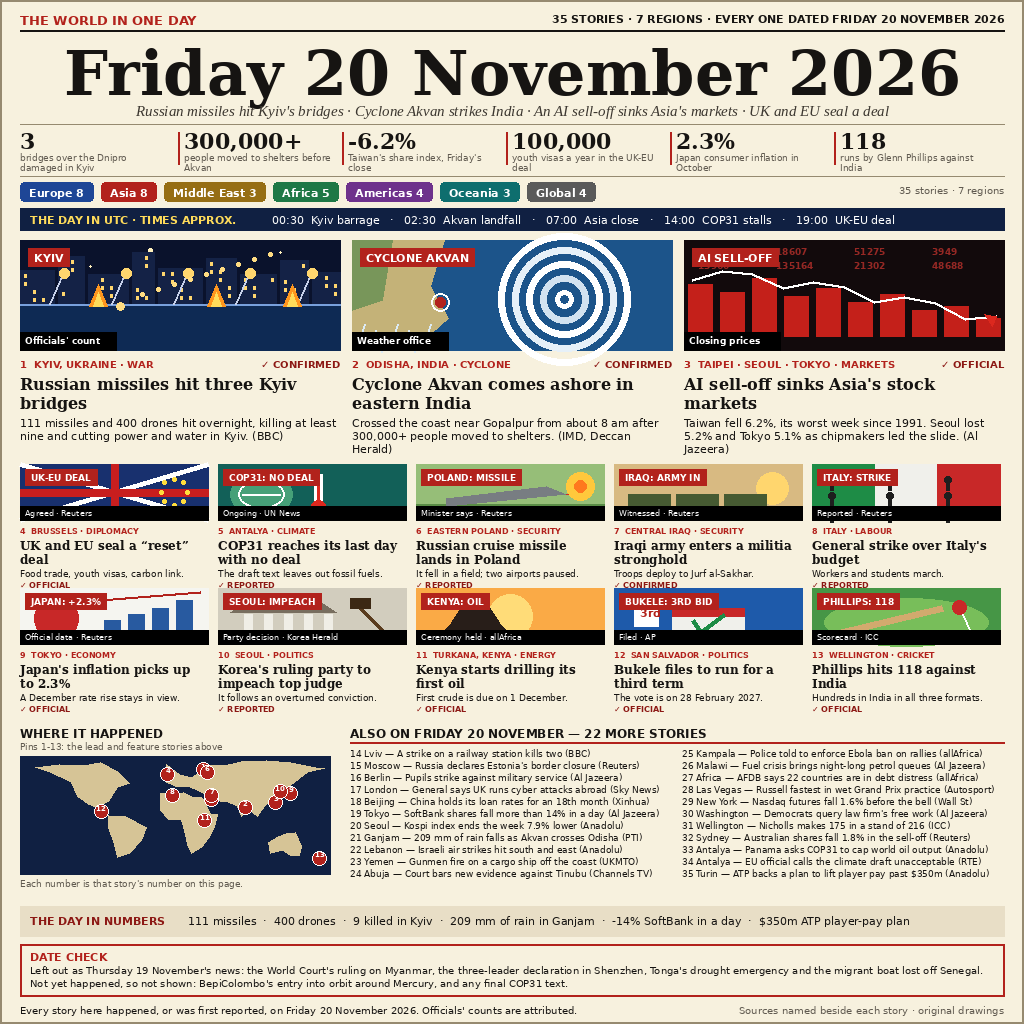 THE WORLD IN ONE DAY
35 STORIES · 7 REGIONS · EVERY ONE DATED FRIDAY 20 NOVEMBER 2026
Friday 20 November 2026
Russian missiles hit Kyiv's bridges · Cyclone Akvan strikes India · An AI sell-off sinks Asia's markets · UK and EU seal a deal
3
bridges over the Dnipro
damaged in Kyiv
300,000+
people moved to shelters before
Akvan
-6.2%
Taiwan's share index, Friday's
close
100,000
youth visas a year in the UK-EU
deal
2.3%
Japan consumer inflation in
October
118
runs by Glenn Phillips against
India
Europe 8
Asia 8
Middle East 3
Africa 5
Americas 4
Oceania 3
Global 4
35 stories · 7 regions
THE DAY IN UTC · TIMES APPROX.
00:30 Kyiv barrage · 02:30 Akvan landfall · 07:00 Asia close · 14:00 COP31 stalls · 19:00 UK-EU deal
KYIV
Officials' count
1 KYIV, UKRAINE · WAR
✓ CONFIRMED
Russian missiles hit three Kyiv
bridges
111 missiles and 400 drones hit overnight, killing at least
nine and cutting power and water in Kyiv. (BBC)
CYCLONE AKVAN
Weather office
2 ODISHA, INDIA · CYCLONE
✓ CONFIRMED
Cyclone Akvan comes ashore in
eastern India
Crossed the coast near Gopalpur from about 8 am after
300,000+ people moved to shelters. (IMD, Deccan
Herald)
AI SELL-OFF
18607 51275 3949
135164 21302 48688
Closing prices
3 TAIPEI · SEOUL · TOKYO · MARKETS
✓ OFFICIAL
AI sell-off sinks Asia's stock
markets
Taiwan fell 6.2%, its worst week since 1991. Seoul lost
5.2% and Tokyo 5.1% as chipmakers led the slide. (Al
Jazeera)
UK-EU DEAL
Agreed · Reuters
4 BRUSSELS · DIPLOMACY
UK and EU seal a “reset”
deal
Food trade, youth visas, carbon link.
✓ OFFICIAL
COP31: NO DEAL
Ongoing · UN News
5 ANTALYA · CLIMATE
COP31 reaches its last day
with no deal
The draft text leaves out fossil fuels.
✓ REPORTED
POLAND: MISSILE
Minister says · Reuters
6 EASTERN POLAND · SECURITY
Russian cruise missile
lands in Poland
It fell in a field; two airports paused.
✓ REPORTED
IRAQ: ARMY IN
Witnessed · Reuters
7 CENTRAL IRAQ · SECURITY
Iraqi army enters a militia
stronghold
Troops deploy to Jurf al-Sakhar.
✓ CONFIRMED
ITALY: STRIKE
Reported · Reuters
8 ITALY · LABOUR
General strike over Italy's
budget
Workers and students march.
✓ REPORTED
JAPAN: +2.3%
Official data · Reuters
9 TOKYO · ECONOMY
Japan's inflation picks up
to 2.3%
A December rate rise stays in view.
✓ OFFICIAL
SEOUL: IMPEACH
Party decision · Korea Herald
10 SEOUL · POLITICS
Korea's ruling party to
impeach top judge
It follows an overturned conviction.
✓ REPORTED
KENYA: OIL
Ceremony held · allAfrica
11 TURKANA, KENYA · ENERGY
Kenya starts drilling its
first oil
First crude is due on 1 December.
✓ OFFICIAL
BUKELE: 3RD BID
3rd
Filed · AP
12 SAN SALVADOR · POLITICS
Bukele files to run for a
third term
The vote is on 28 February 2027.
✓ OFFICIAL
PHILLIPS: 118
Scorecard · ICC
13 WELLINGTON · CRICKET
Phillips hits 118 against
India
Hundreds in India in all three formats.
✓ OFFICIAL
WHERE IT HAPPENED
Pins 1-13: the lead and feature stories above
4
6
8
7
2
10
9
12
11
13
Each number is that story's number on this page.
ALSO ON FRIDAY 20 NOVEMBER — 22 MORE STORIES
14 Lviv — A strike on a railway station kills two (BBC)
15 Moscow — Russia declares Estonia's border closure (Reuters)
16 Berlin — Pupils strike against military service (Al Jazeera)
17 London — General says UK runs cyber attacks abroad (Sky News)
18 Beijing — China holds its loan rates for an 18th month (Xinhua)
19 Tokyo — SoftBank shares fall more than 14% in a day (Al Jazeera)
20 Seoul — Kospi index ends the week 7.9% lower (Anadolu)
21 Ganjam — 209 mm of rain falls as Akvan crosses Odisha (PTI)
22 Lebanon — Israeli air strikes hit south and east (Anadolu)
23 Yemen — Gunmen fire on a cargo ship off the coast (UKMTO)
24 Abuja — Court bars new evidence against Tinubu (Channels TV)
25 Kampala — Police told to enforce Ebola ban on rallies (allAfrica)
26 Malawi — Fuel crisis brings night-long petrol queues (Al Jazeera)
27 Africa — AFDB says 22 countries are in debt distress (allAfrica)
28 Las Vegas — Russell fastest in wet Grand Prix practice (Autosport)
29 New York — Nasdaq futures fall 1.6% before the bell (Wall St)
30 Washington — Democrats query law firm's free work (Al Jazeera)
31 Wellington — Nicholls makes 175 in a stand of 216 (ICC)
32 Sydney — Australian shares fall 1.8% in the sell-off (Reuters)
33 Antalya — Panama asks COP31 to cap world oil output (Anadolu)
34 Antalya — EU official calls the climate draft unacceptable (RTE)
35 Turin — ATP backs a plan to lift player pay past $350m (Anadolu)
THE DAY IN NUMBERS
111 missiles · 400 drones · 9 killed in Kyiv · 209 mm of rain in Ganjam · -14% SoftBank in a day · $350m ATP player-pay plan
DATE CHECK
Left out as Thursday 19 November's news: the World Court's ruling on Myanmar, the three-leader declaration in Shenzhen, Tonga's drought emergency and the migrant boat lost off Senegal.
Not yet happened, so not shown: BepiColombo's entry into orbit around Mercury, and any final COP31 text.
Every story here happened, or was first reported, on Friday 20 November 2026. Officials' counts are attributed.
Sources named beside each story · original drawings